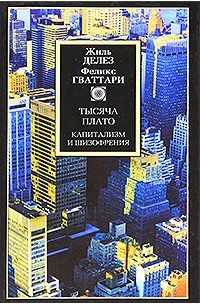 Жиль
ДЕЛЕЗ
Феликс
ГВАТТАРИ
ТЫСЯЧА
ПЛАТО
КАПИТАЛИЗМ
И ШИЗОФРЕНИЯ